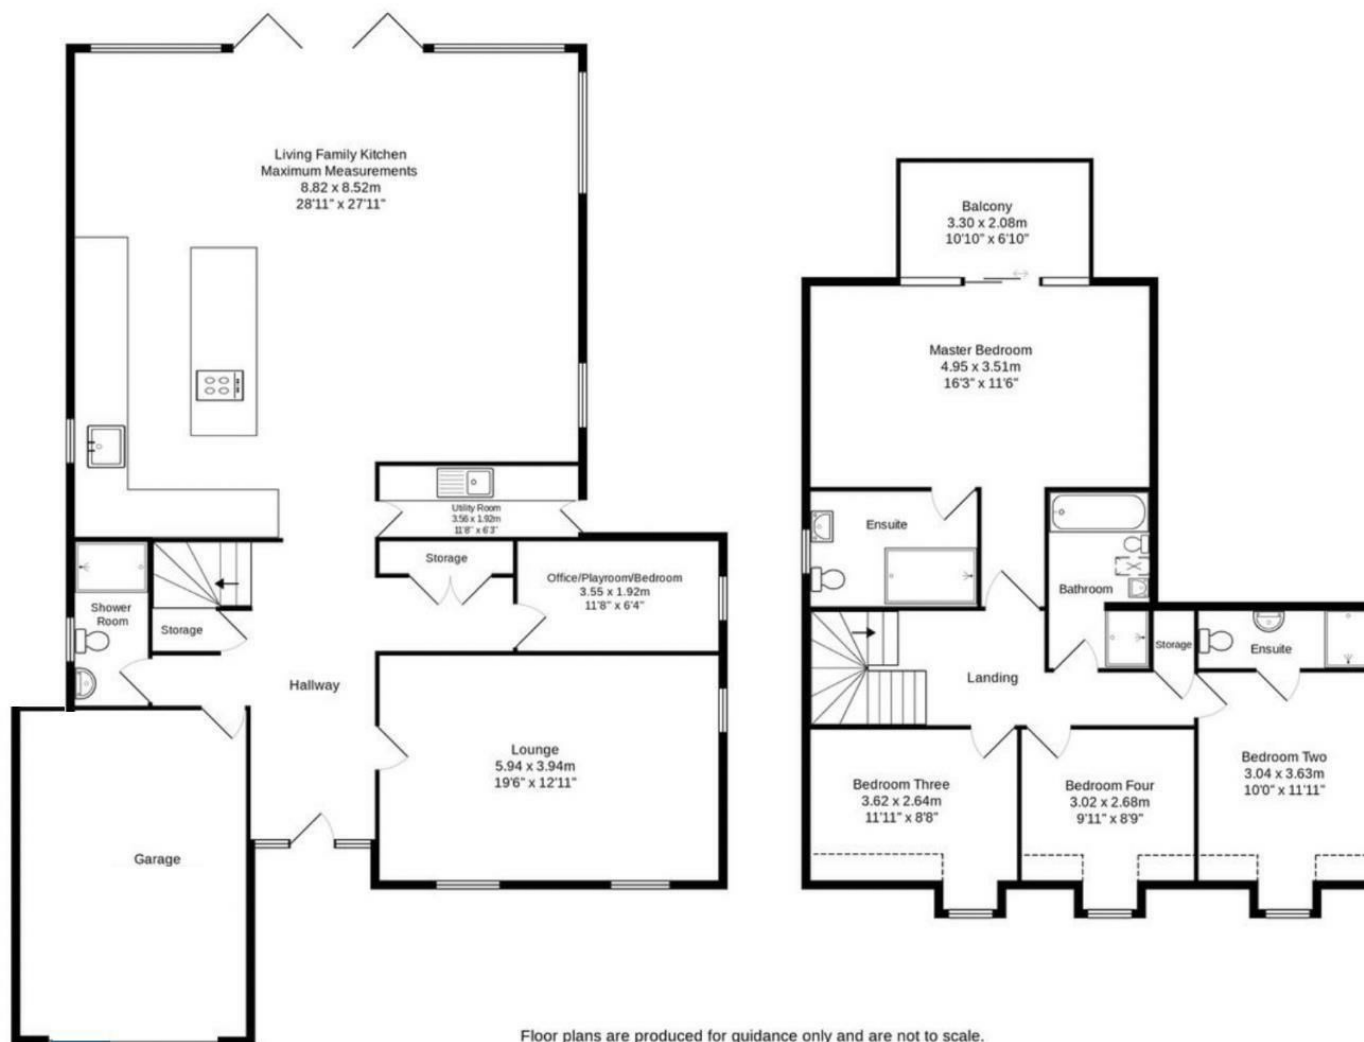 Living Family Kitchen
Maximum Measurements
8.82 x 8.52m
28'11" x 27'11"
Utility Room
3.56 x 1.92m
11'8" x 6'3"
Storage
Office/Playroom/Bedroom
3.55 x 1.92m
11'8" x 6'4"
Shower
Room
Storage
Hallway
Lounge
5.94 x 3.94m
19'6" x 12'11"
Garage
Balcony
3.30 x 2.08m
10'10" x 6'10"
Master Bedroom
4.95 x 3.51m
16'3" x 11'6"
Ensuite
Bathroom
Storage
Ensuite
Landing
Bedroom Three
3.62 x 2.64m
11'11" x 8'8"
Bedroom Four
3.02 x 2.68m
9'11" x 8'9"
Bedroom Two
3.04 x 3.63m
10'0" x 11'11"
Floor plans are produced for guidance only and are not to scale.